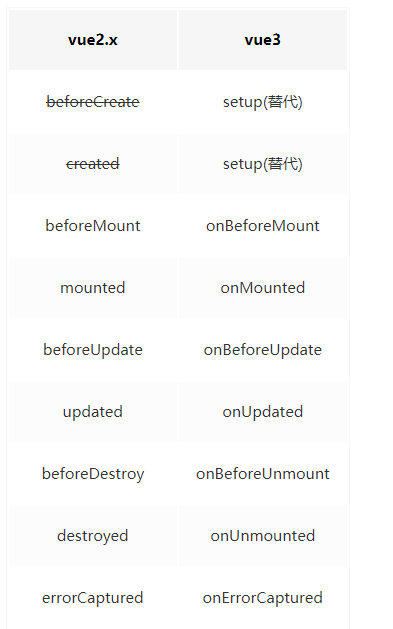 vue2.x vue3
beforeCreate setup(替代)
created setup(替代)
beforeMount onBeforeMount
mounted onMounted
beforeUpdate onBeforeUpdate
updated onUpdated
beforeDestroy onBeforeUnmount
destroyed onUnmounted
errorCaptured onErrorCaptured